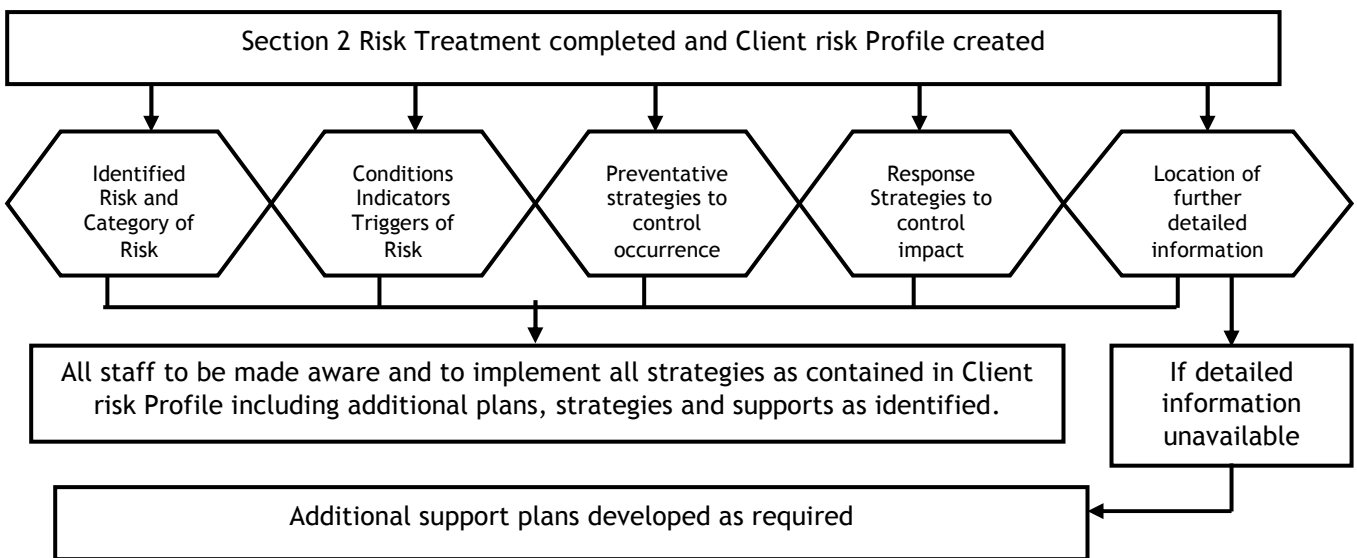 Section 2 Risk Treatment completed and Client risk Profile created
Identified
Risk and
Category of
Risk
Conditions
Indicators
Triggers of
Risk
Preventative
strategies to
control
occurrence
Response
Strategies to
control
impact
Location of
further
detailed
information
All staff to be made aware and to implement all strategies as contained in Client
risk Profile including additional plans, strategies and supports as identified.
If detailed
information
unavailable
Additional support plans developed as required